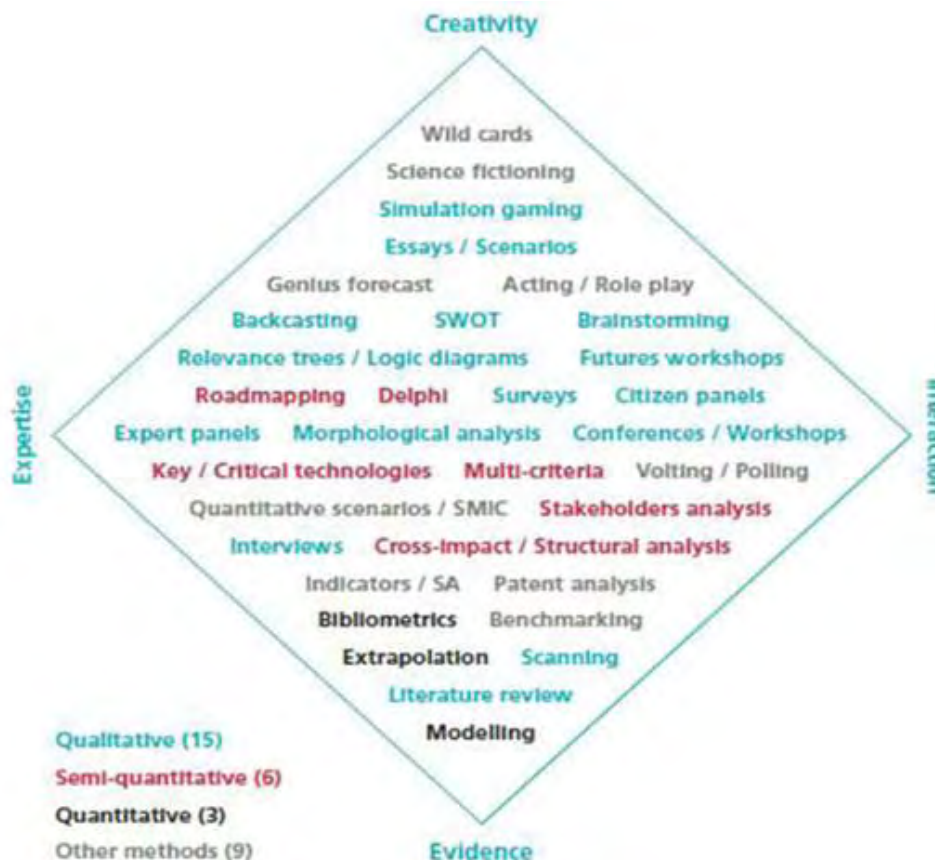 Creativity
Wild cards
Science fictioning
Simulation gaming
Essays / Scenarios
Genius forecast Acting / Role play
Backcasting SWOT Brainstorming
Relevance trees / Logic diagrams Futures workshops
Roadmapping Delphi Surveys Citizen panels
Expertise
Interaction
Expert panels Morphological analysis Conferences / Workshops
Key / Critical technologies Multi-criteria Volting / Polling
Quantitative scenarios / SMIC Stakeholders analysis
Interviews Cross-impact / Structural analysis
Indicators / SA Patent analysis
Bibliometrics Benchmarking
Extrapolation Scanning
Literature review
Modelling
Qualitative (15)
Semi-quantitative (6)
Quantitative (3)
Other methods (9)
Evidence